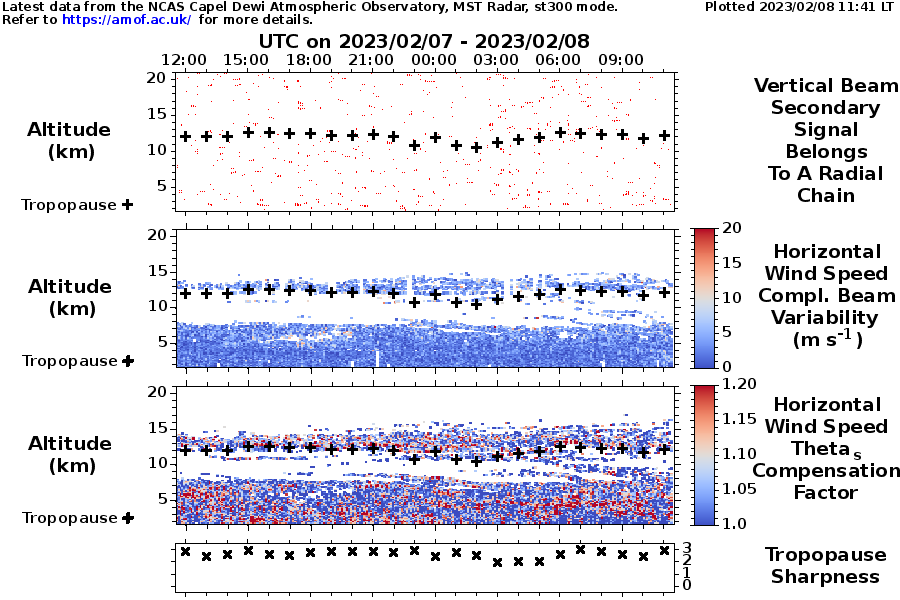 Latest data from the NCAS Capel Dewi Atmospheric Observatory, MST Radar, st300 mode.
Plotted 2023/02/08 11:41 LT
Refer to https://amof.ac.uk/ for more details.
UTC on 2023/02/07 - 2023/02/08
12:00 15:00 18:00 21:00 00:00 03:00 06:00 09:00
20
15
10
5
Altitude
(km)
Tropopause
Vertical Beam
Secondary
Signal
Belongs
To A Radial
Chain
20
15
10
5
Altitude
(km)
Tropopause
20
15
10
5
0
Horizontal
Wind Speed
Compl. Beam
Variability
(m s-1)
20
15
10
5
Altitude
(km)
Tropopause
1.20
1.15
1.10
1.05
1.0
Horizontal
Wind Speed
Theta s
Compensation
Factor
3
2
1
0
Tropopause
Sharpness